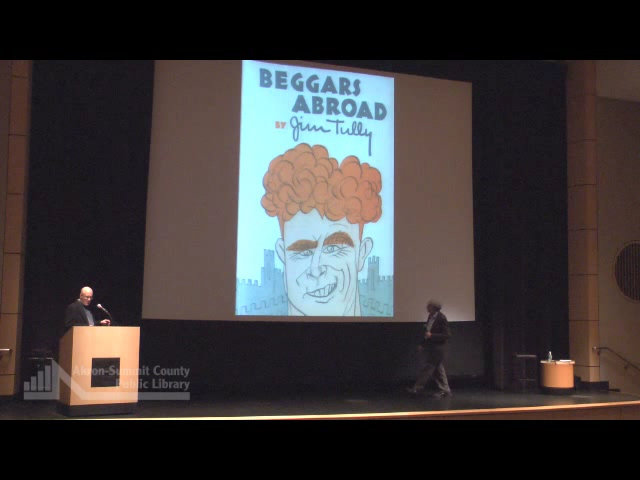 BEGGARS
ABROAD
BY Jim Tully
Akron-Summit County
Public Library